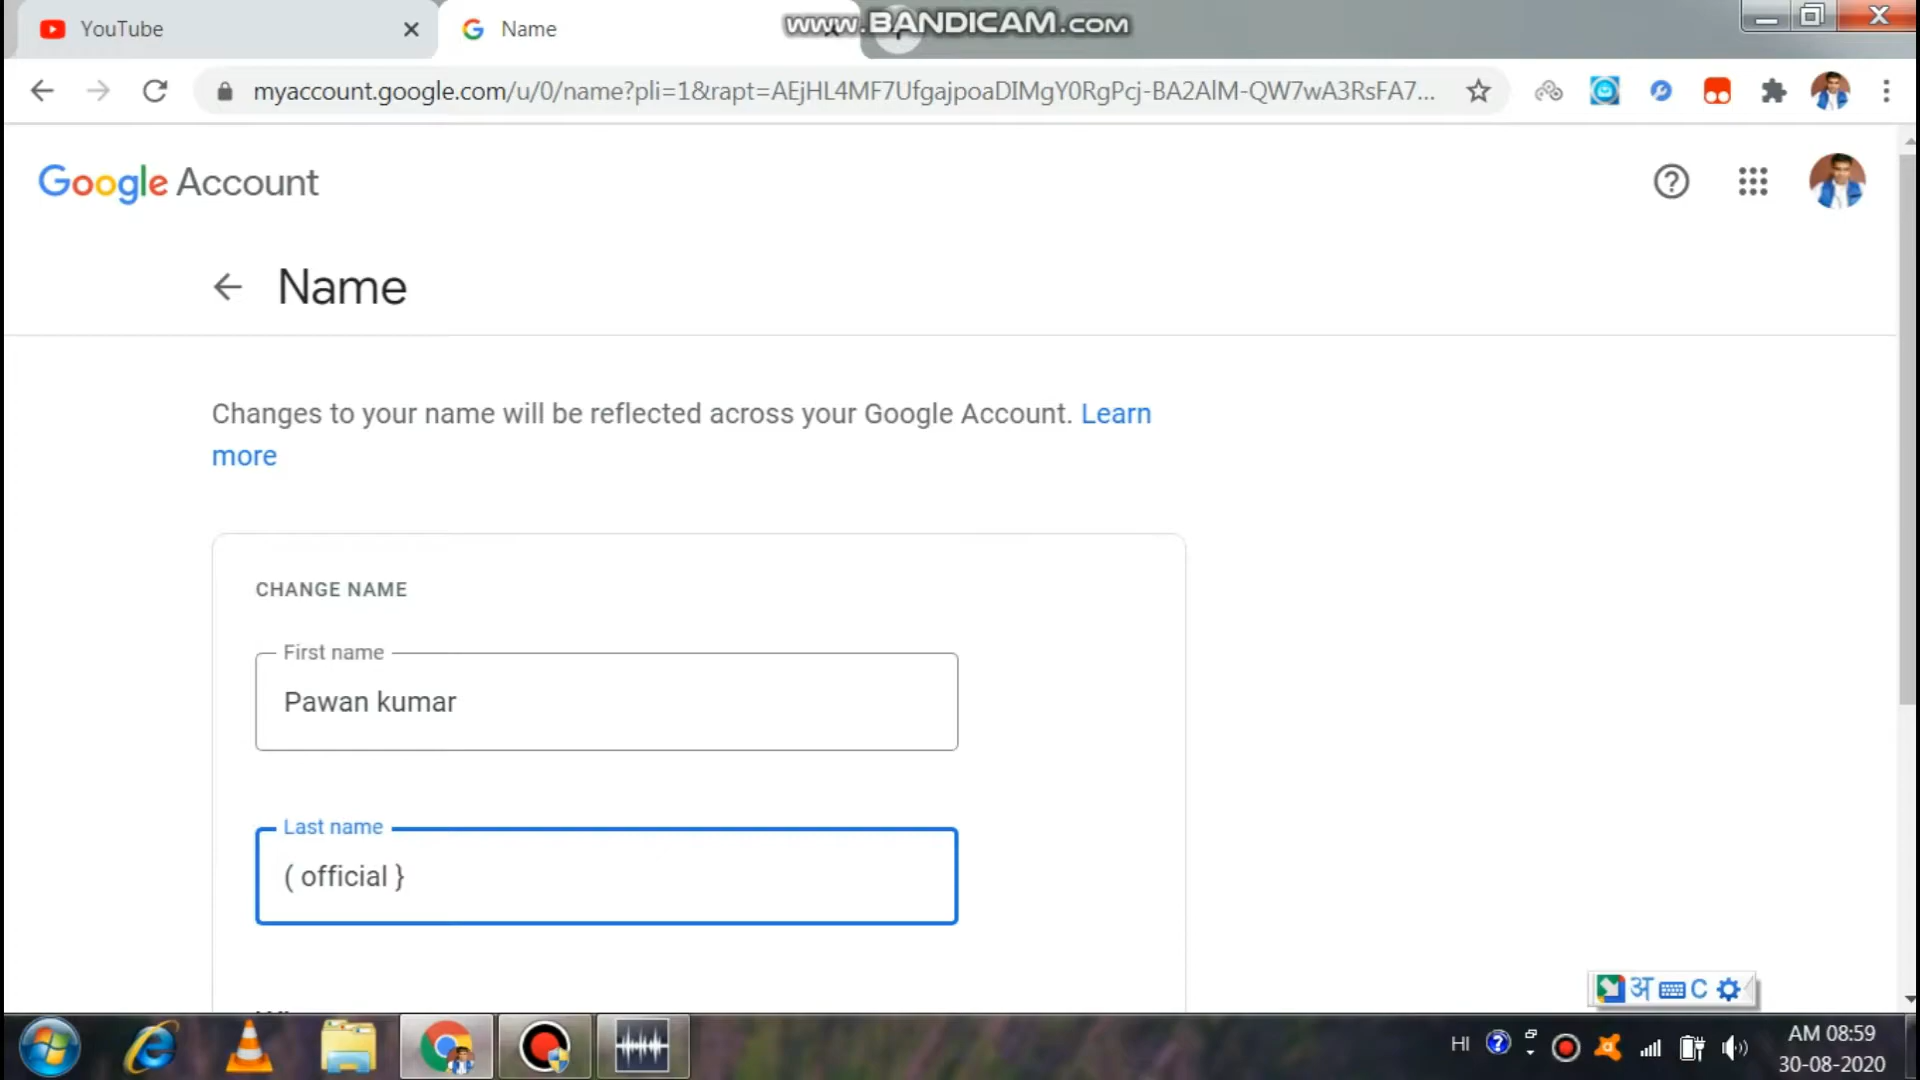 YouTube
Name
www.BANDICAM.com
myaccount.google.com/u/0/name?pli=1&rapt=AEjHL4MF7UfgajpoaDIMgY0RgPcj-BA2AlM-QW7wA3RsFA7...
Google Account
Name
Changes to your name will be reflected across your Google Account. Learn
more
CHANGE NAME
First name
Pawan kumar
Last name
( official }
अ C
HI
AM 08:59
30-08-2020